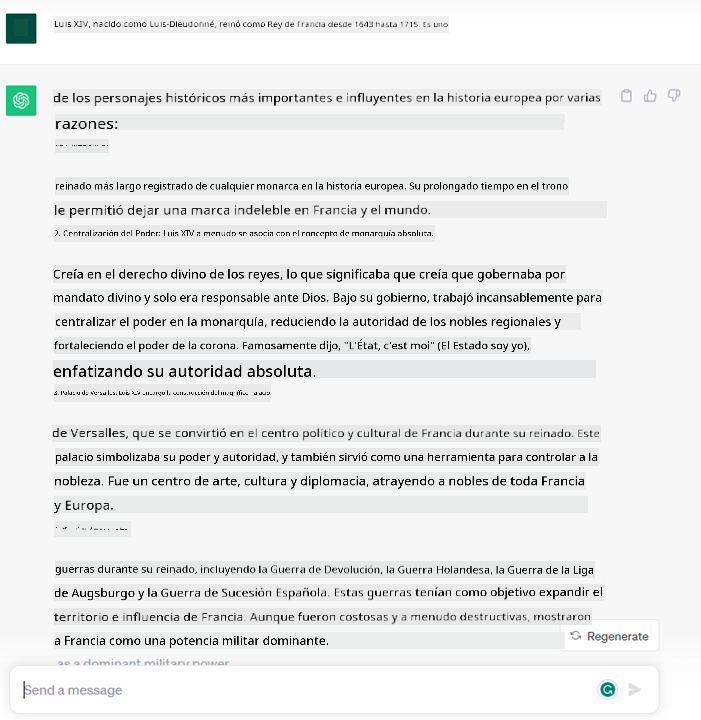 Luis XIV, nacido como Luis-Dieudonné, reinó como Rey de Francia desde 1643 hasta 1715. Es uno
de los personajes históricos más importantes e influyentes en la historia europea por varias
razones:
reinado más largo registrado de cualquier monarca en la historia europea. Su prolongado tiempo en el trono
le permitió dejar una marca indeleble en Francia y el mundo.
2. Centralización del Poder: Luis XIV a menudo se asocia con el concepto de monarquía absoluta.
Creía en el derecho divino de los reyes, lo que significaba que creía que gobernaba por
mandato divino y solo era responsable ante Dios. Bajo su gobierno, trabajó incansablemente para
centralizar el poder en la monarquía, reduciendo la autoridad de los nobles regionales y
fortaleciendo el poder de la corona. Famosamente dijo, "L'État, c'est moi" (El Estado soy yo),
enfatizando su autoridad absoluta.
3. Palacio de Versalles: Luis XIV encargó la construcción del magnífico palacio
de Versalles, que se convirtió en el centro político y cultural de Francia durante su reinado. Este
palacio simbolizaba su poder y autoridad, y también sirvió como una herramienta para controlar a la
nobleza. Fue un centro de arte, cultura y diplomacia, atrayendo a nobles de toda Francia
y Europa.
guerras durante su reinado, incluyendo la Guerra de Devolución, la Guerra Holandesa, la Guerra de la Liga
de Augsburgo y la Guerra de Sucesión Española. Estas guerras tenían como objetivo expandir el
territorio e influencia de Francia. Aunque fueron costosas y a menudo destructivas, mostraron
a Francia como una potencia militar dominante.
Regenerate
as a dominant military power.
Send a message